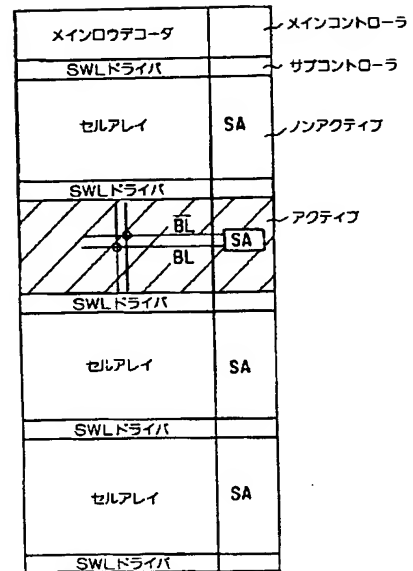 メインロウデコーダ
メインコントローラ
SWLドライバ
サブコントローラ
セルアレイ
SA
ノンアクティブ
SWLドライバ
アクティブ
B̅L̅
SA
BL
SWLドライバ
セルアレイ
SA
SWLドライバ
セルアレイ
SA
SWLドライバ